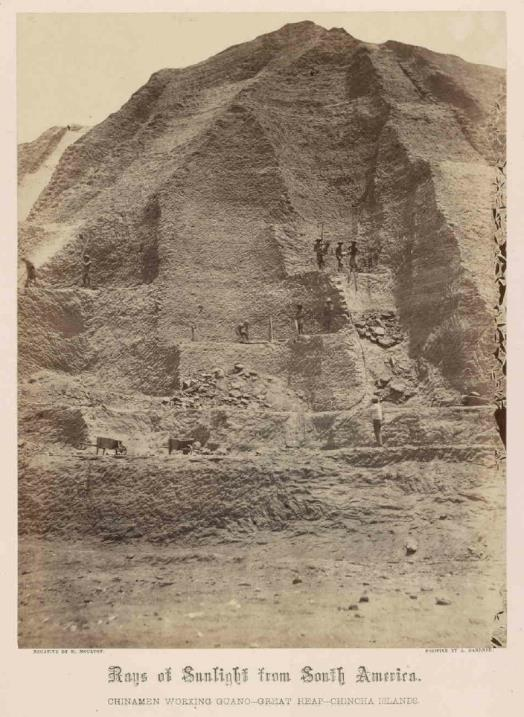 NEGATIVE BY H. MOULTON.
POSITIVE BY A. GARDNER.
Rays of Sunlight from South America.
CHINAMEN WORKING GUANO—GREAT HEAP—CHINCHA ISLANDS.